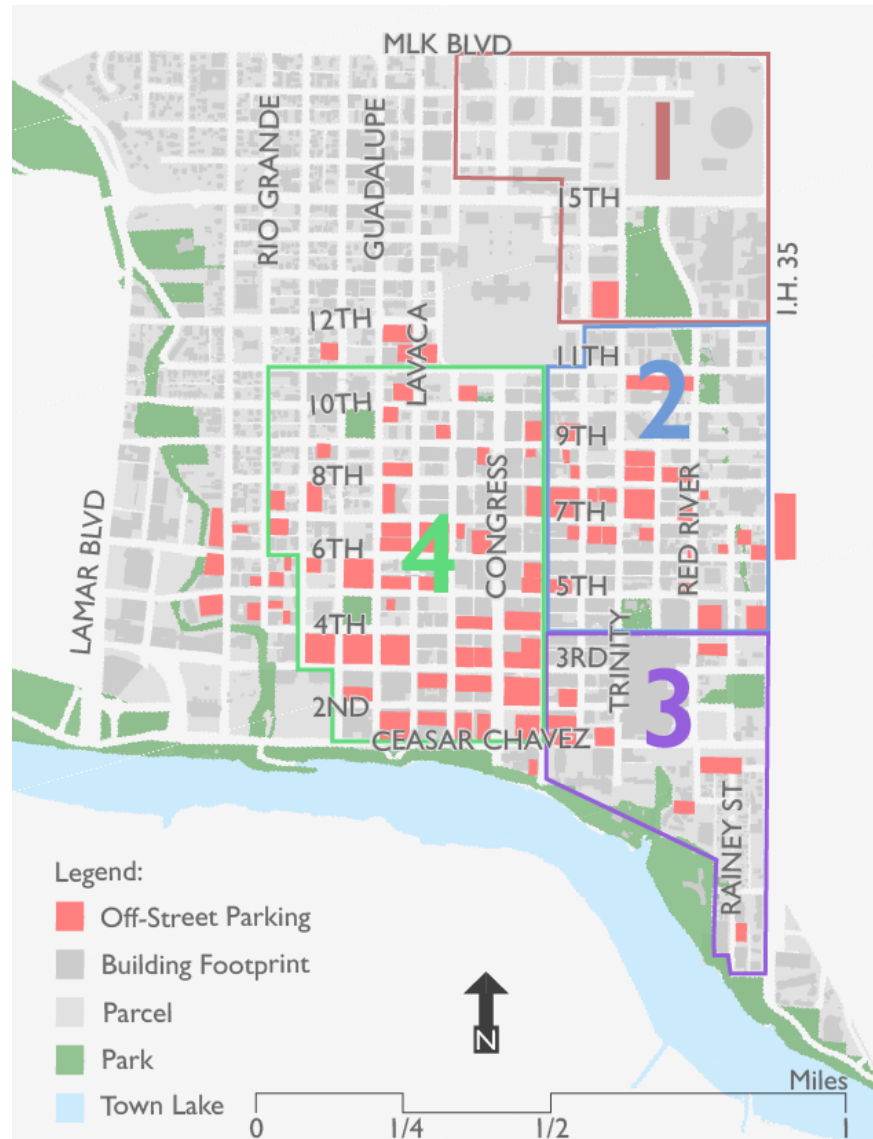 MLK BLVD
RIO GRANDE
GUADALUPE
15TH
I.H. 35
12TH
LAVACA
11TH
10TH
2
9TH
8TH
CONGRESS
7TH
RED RIVER
LAMAR BLVD
6TH
4
5TH
4TH
TRINITY
3RD
3
2ND
CEASAR CHAVEZ
RAINEY ST
Legend:
Off-Street Parking
Building Footprint
Parcel
Park
Town Lake
N
Miles
0 1/4 1/2 1